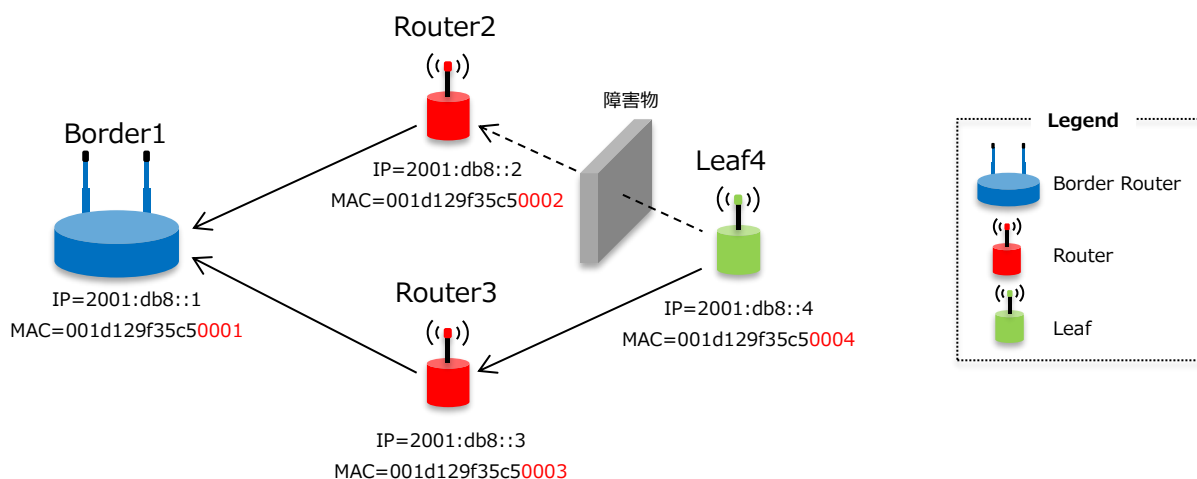 Router2
障害物
Legend
Border1
Leaf4
Border Router
IP=2001:db8::2
MAC=001d129f35c50002
Router
IP=2001:db8::1
MAC=001d129f35c50001
Router3
IP=2001:db8::4
MAC=001d129f35c50004
Leaf
IP=2001:db8::3
MAC=001d129f35c50003